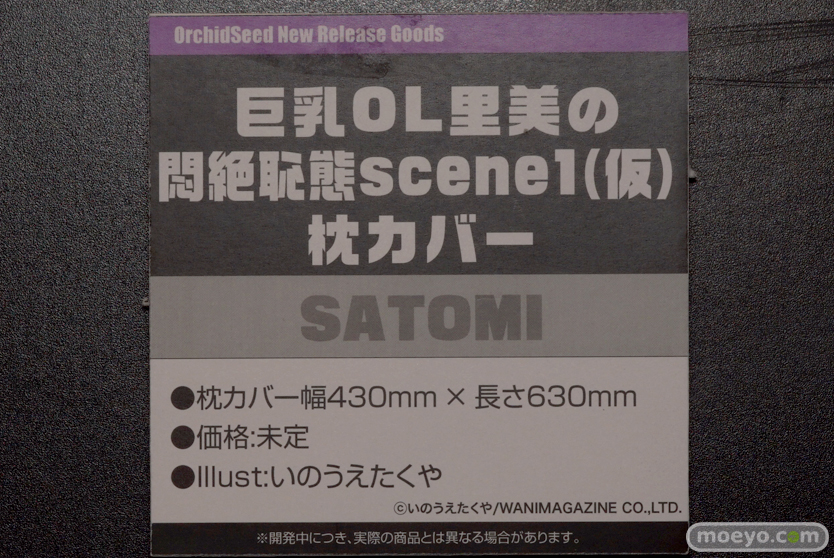 OrchidSeed New Release Goods
巨乳OL里美の
悶絶恥態scene1(仮)
枕カバー
SATOMI
●枕カバー幅430mm × 長さ630mm
●価格:未定
●Illust:いのうえたくや
©いのうえたくや/WANIMAGAZINE CO.,LTD.
※開発中につき、実際の商品とは異なる場合があります。
moeyo.com